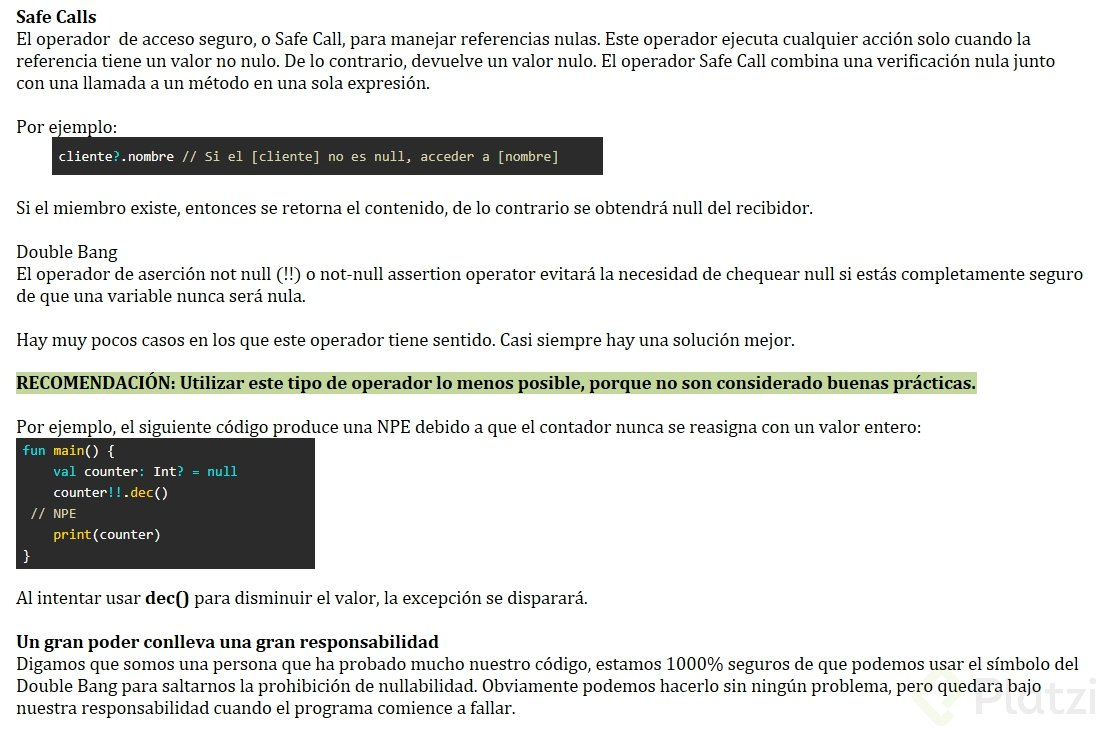 Safe Calls
El operador  de acceso seguro, o Safe Call, para manejar referencias nulas. Este operador ejecuta cualquier acción solo cuando la
referencia tiene un valor no nulo. De lo contrario, devuelve un valor nulo. El operador Safe Call combina una verificación nula junto
con una llamada a un método en una sola expresión.
Por ejemplo:
cliente?.nombre // Si el [cliente] no es null, acceder a [nombre]
Si el miembro existe, entonces se retorna el contenido, de lo contrario se obtendrá null del recibidor.
Double Bang
El operador de aserción not null (!!) o not-null assertion operator evitará la necesidad de chequear null si estás completamente seguro
de que una variable nunca será nula.
Hay muy pocos casos en los que este operador tiene sentido. Casi siempre hay una solución mejor.
RECOMENDACIÓN: Utilizar este tipo de operador lo menos posible, porque no son considerado buenas prácticas.
Por ejemplo, el siguiente código produce una NPE debido a que el contador nunca se reasigna con un valor entero:
fun main() {
    val counter: Int? = null
    counter!!.dec()
 // NPE
    print(counter)
}
Al intentar usar dec() para disminuir el valor, la excepción se disparará.
Un gran poder conlleva una gran responsabilidad
Digamos que somos una persona que ha probado mucho nuestro código, estamos 1000% seguros de que podemos usar el símbolo del
Double Bang para saltarnos la prohibición de nullabilidad. Obviamente podemos hacerlo sin ningún problema, pero quedara bajo
nuestra responsabilidad cuando el programa comience a fallar.
Platzi